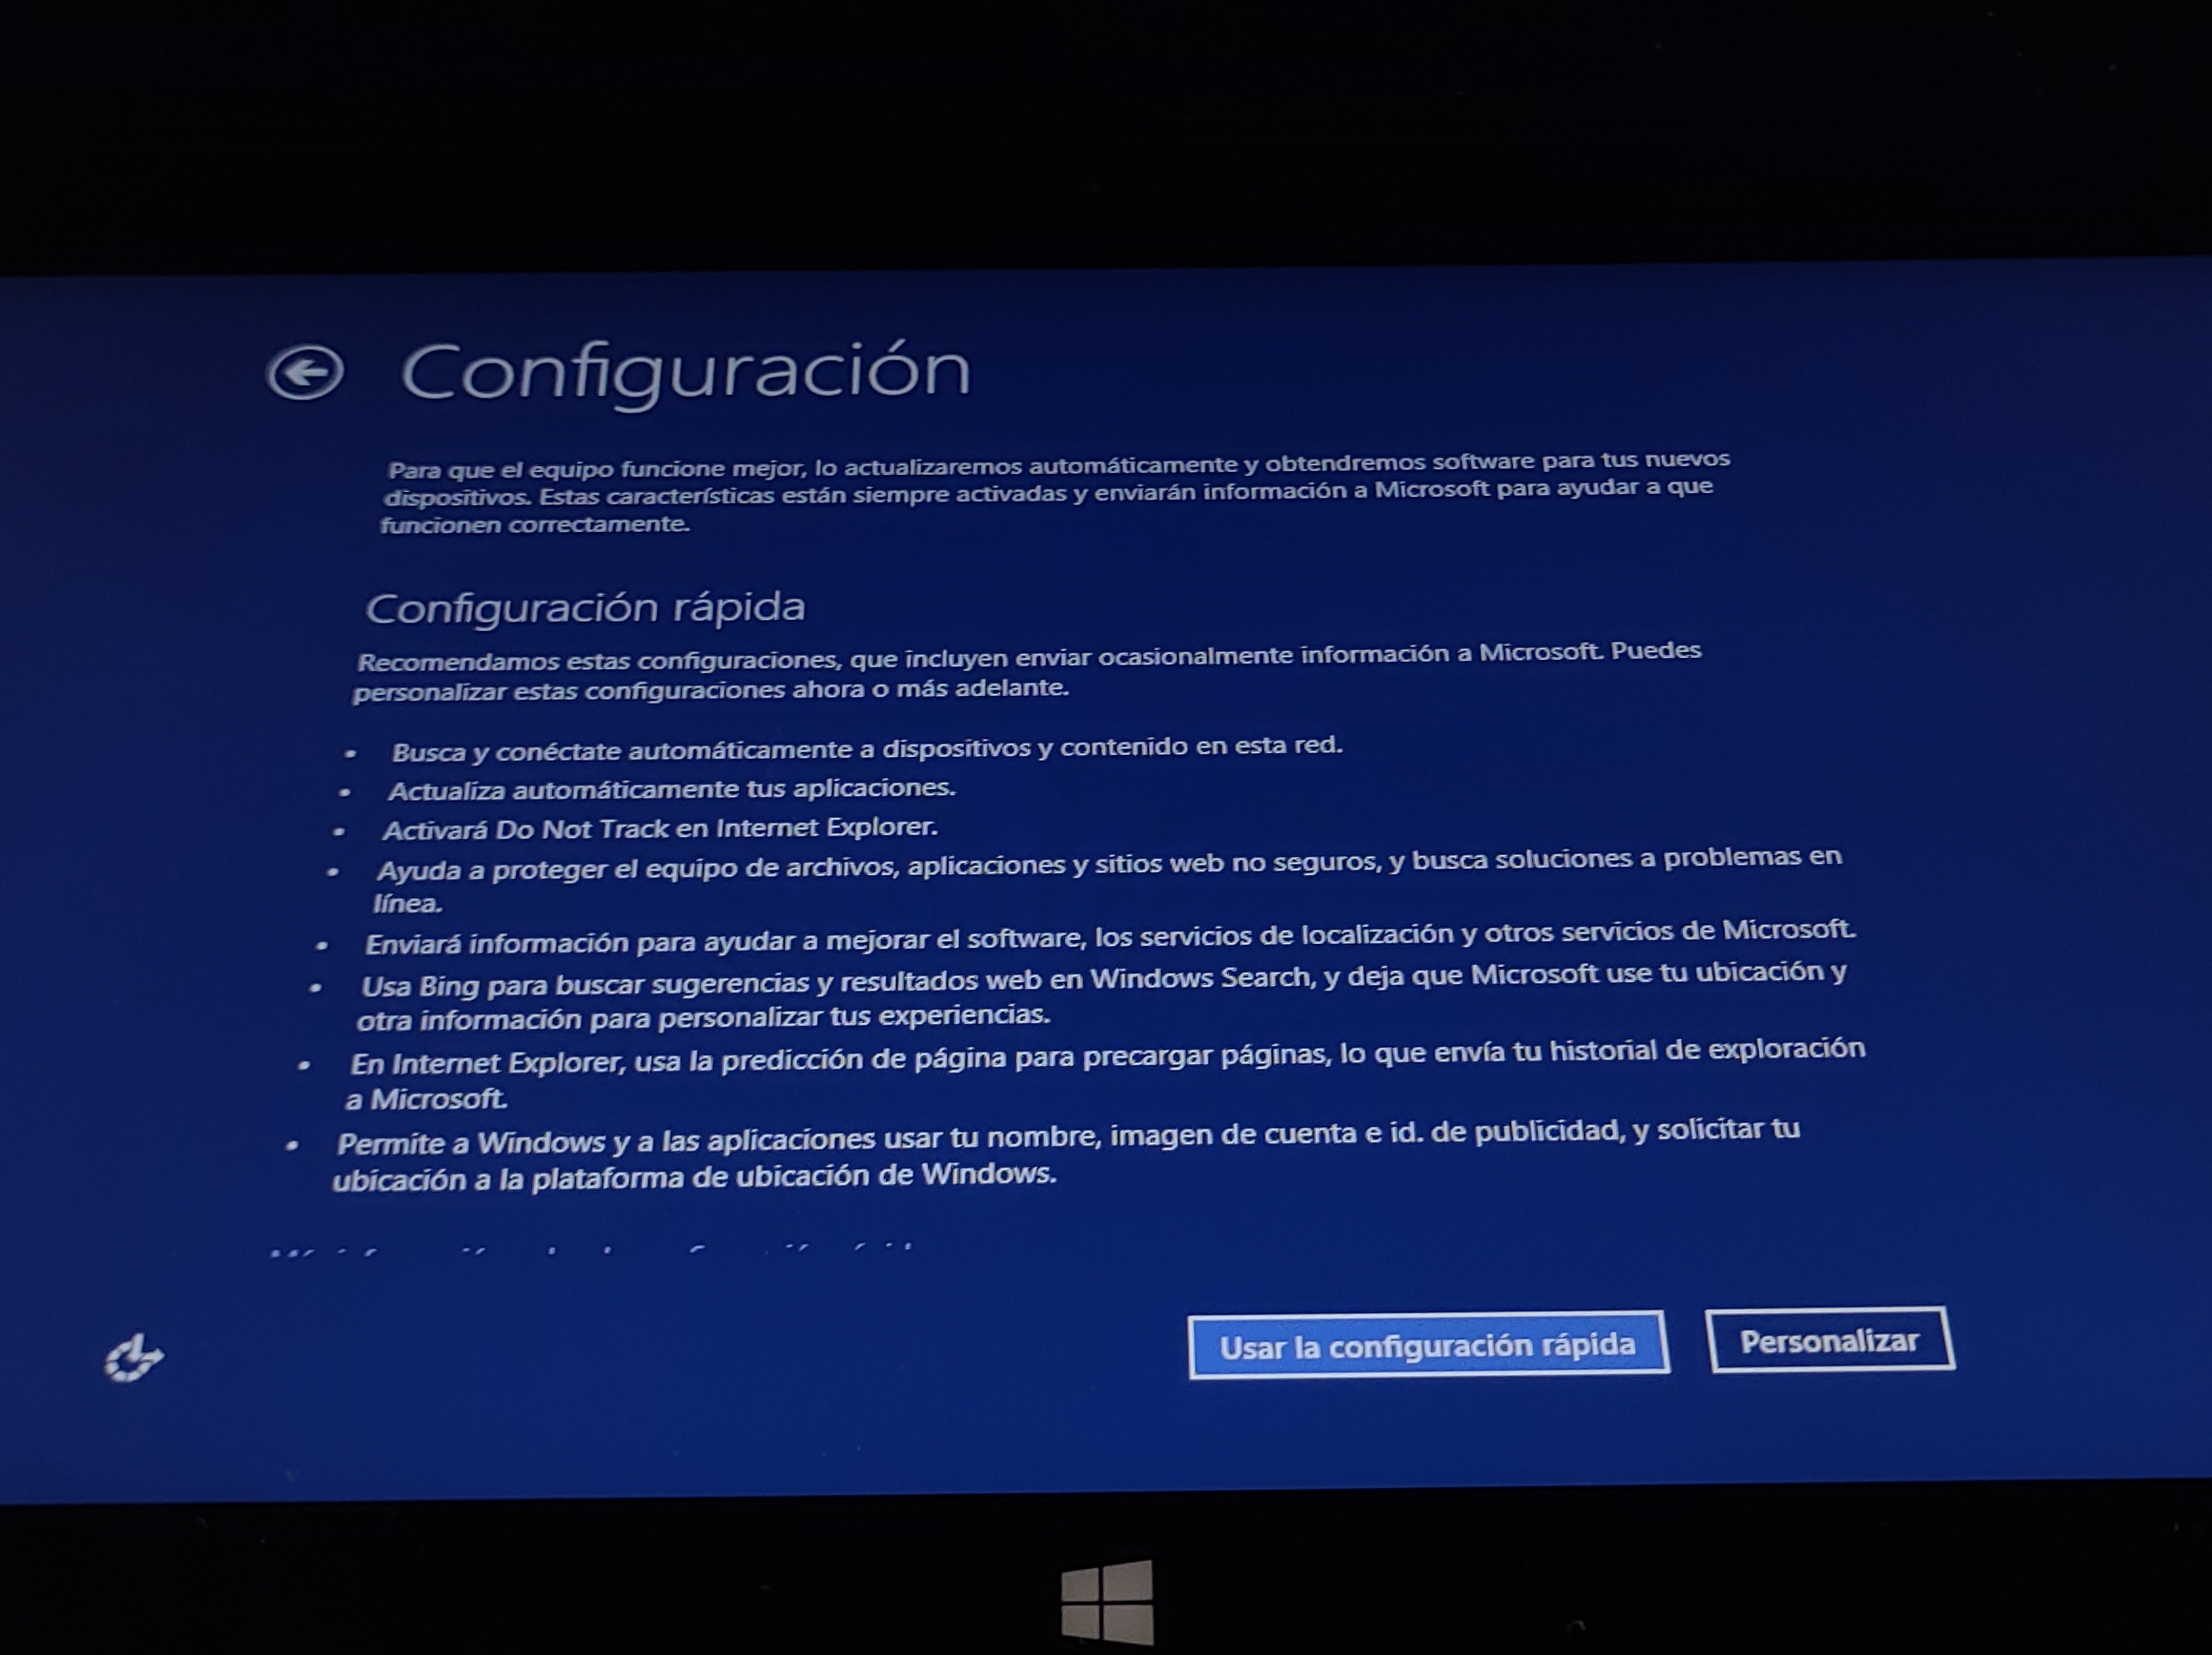 Configuración
Para que el equipo funcione mejor, lo actualizaremos automáticamente y obtendremos software para tus nuevos
dispositivos. Estas características están siempre activadas y enviarán información a Microsoft para ayudar a que
funcionen correctamente.
Configuración rápida
Recomendamos estas configuraciones, que incluyen enviar ocasionalmente información a Microsoft. Puedes
personalizar estas configuraciones ahora o más adelante.
• Busca y conéctate automáticamente a dispositivos y contenido en esta red.
• Actualiza automáticamente tus aplicaciones.
• Activará Do Not Track en Internet Explorer.
• Ayuda a proteger el equipo de archivos, aplicaciones y sitios web no seguros, y busca soluciones a problemas en
línea.
• Enviará información para ayudar a mejorar el software, los servicios de localización y otros servicios de Microsoft.
• Usa Bing para buscar sugerencias y resultados web en Windows Search, y deja que Microsoft use tu ubicación y
otra información para personalizar tus experiencias.
• En Internet Explorer, usa la predicción de página para precargar páginas, lo que envía tu historial de exploración
a Microsoft.
• Permite a Windows y a las aplicaciones usar tu nombre, imagen de cuenta e id. de publicidad, y solicitar tu
ubicación a la plataforma de ubicación de Windows.
Usar la configuración rápida
Personalizar